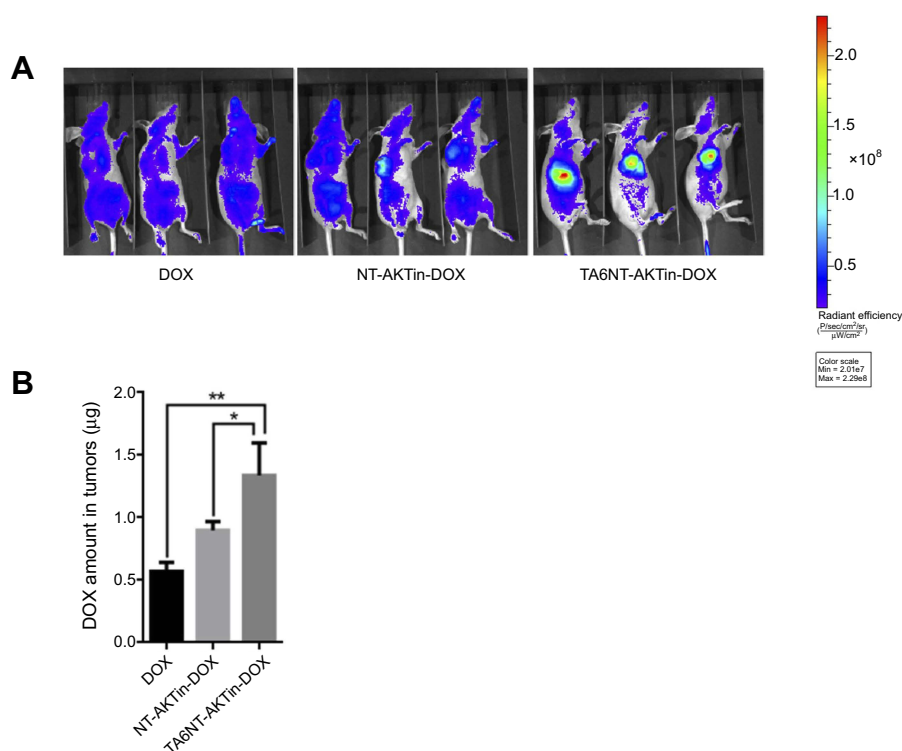 A
DOX
NT-AKTin-DOX
TA6NT-AKTin-DOX
2.0
1.5
×10⁸
1.0
0.5
Radiant efficiency
(P/sec/cm²/sr
μW/cm²)
Color scale
Min = 2.01e7
Max = 2.29e8
B
DOX amount in tumors (μg)
2.0
1.5
1.0
0.5
0.0
**
*
DOX
NT-AKTin-DOX
TA6NT-AKTin-DOX